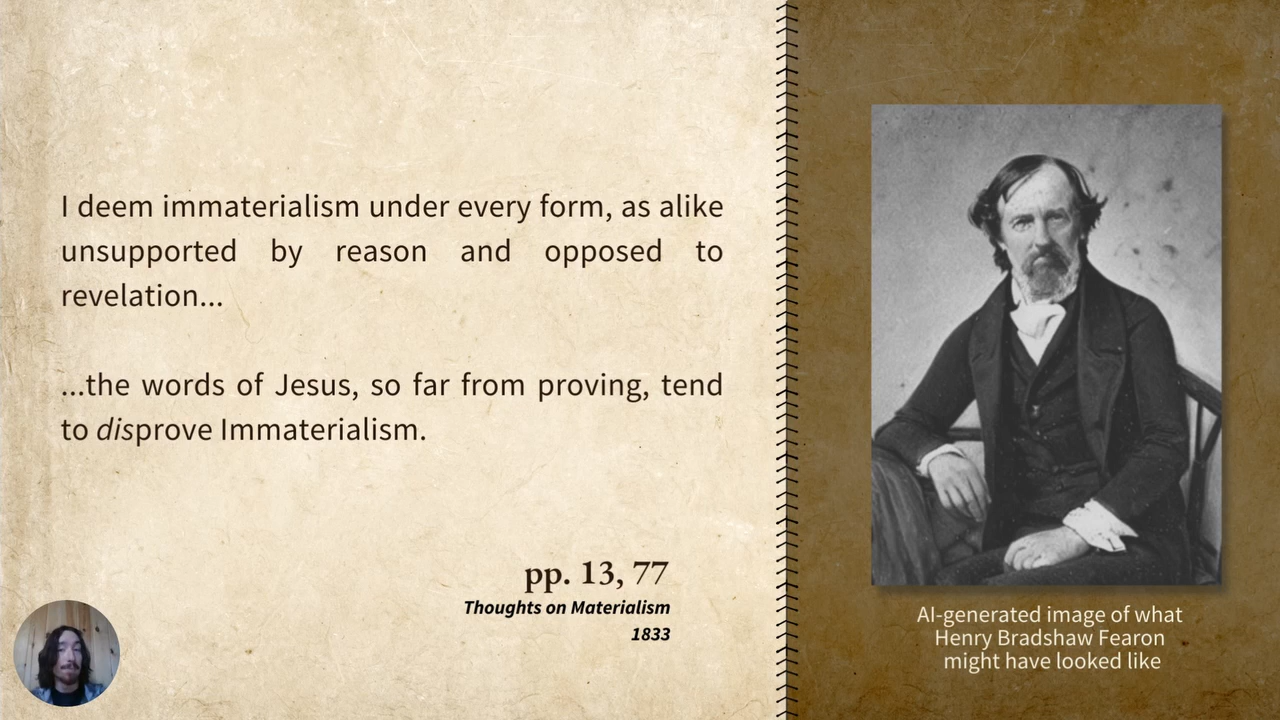 I deem immaterialism under every form, as alike
unsupported by reason and opposed to
revelation...
...the words of Jesus, so far from proving, tend
to disprove Immaterialism.
pp. 13, 77
Thoughts on Materialism
1833
AI-generated image of what
Henry Bradshaw Fearon
might have looked like